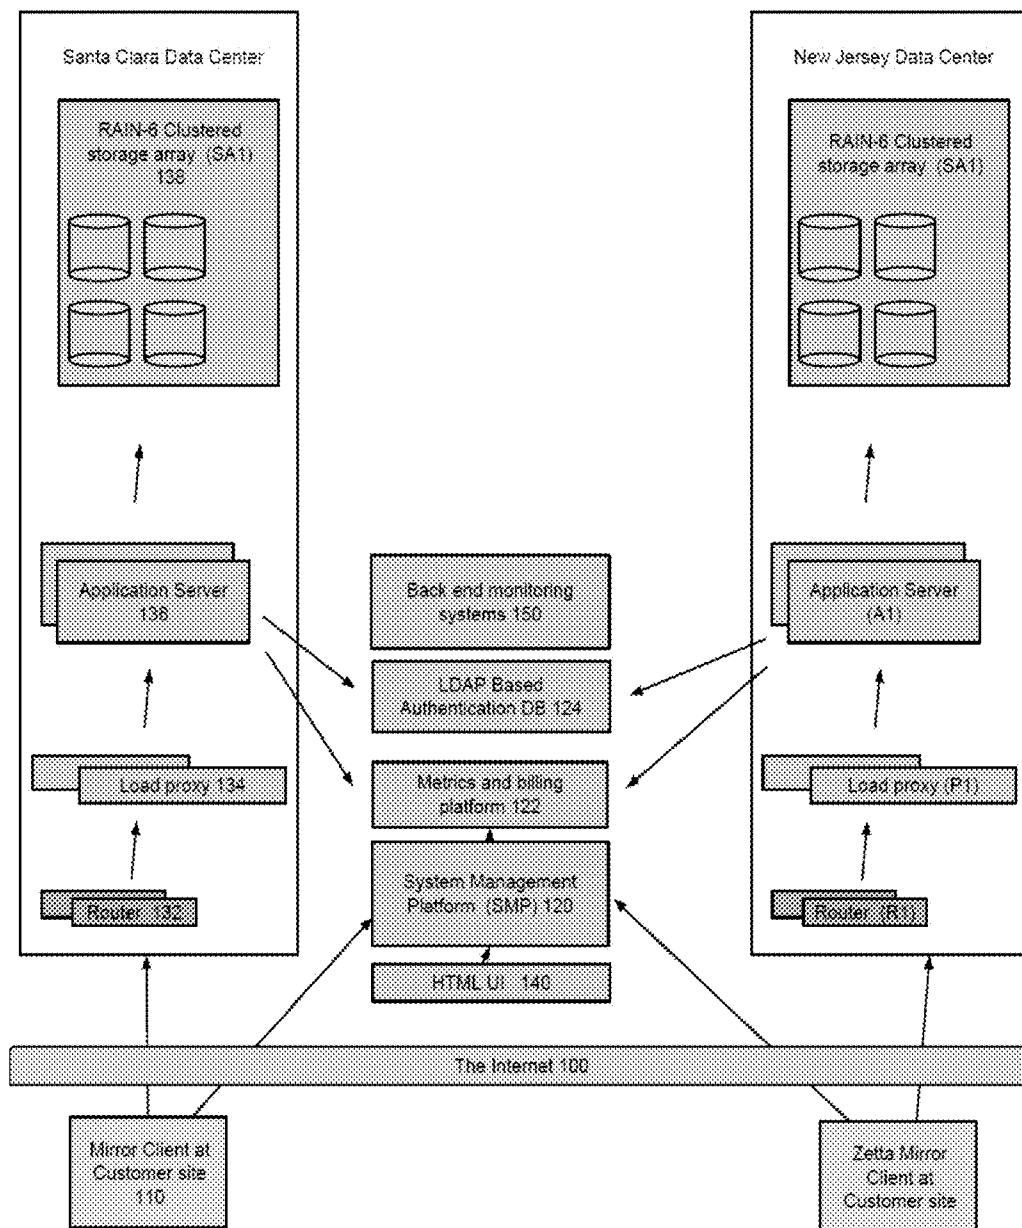 Santa Clara Data Center
RAIN-6 Clustered
storage array (SA1)
138
Application Server
138
Load proxy 134
Router 132
Back end monitoring
systems 150
LDAP Based
Authentication DB 124
Metrics and billing
platform 122
System Management
Platform (SMP) 120
HTML UI 140
New Jersey Data Center
RAIN-6 Clustered
storage array (SA1)
Application Server
(A1)
Load proxy (P1)
Router (R1)
The Internet 100
Mirror Client at
Customer site
110
Zetta Mirror
Client at
Customer site